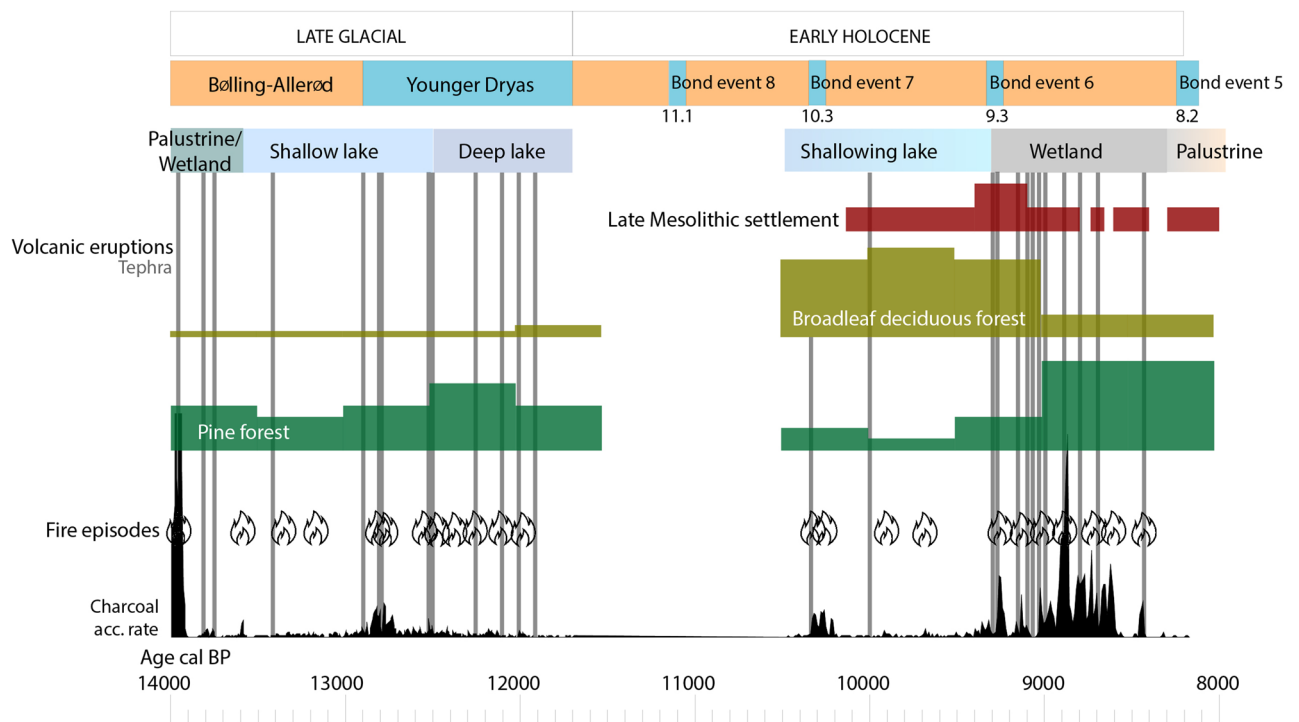 LATE GLACIAL
EARLY HOLOCENE
Bølling-Allerød
Younger Dryas
Bond event 8
Bond event 7
Bond event 6
Bond event 5
11.1
10.3
9.3
8.2
Palustrine/
Wetland
Shallow lake
Deep lake
Shallowing lake
Wetland
Palustrine
Late Mesolithic settlement
Volcanic eruptions
Tephra
Broadleaf deciduous forest
Pine forest
Fire episodes
Charcoal
acc. rate
Age cal BP
14000
13000
12000
11000
10000
9000
8000